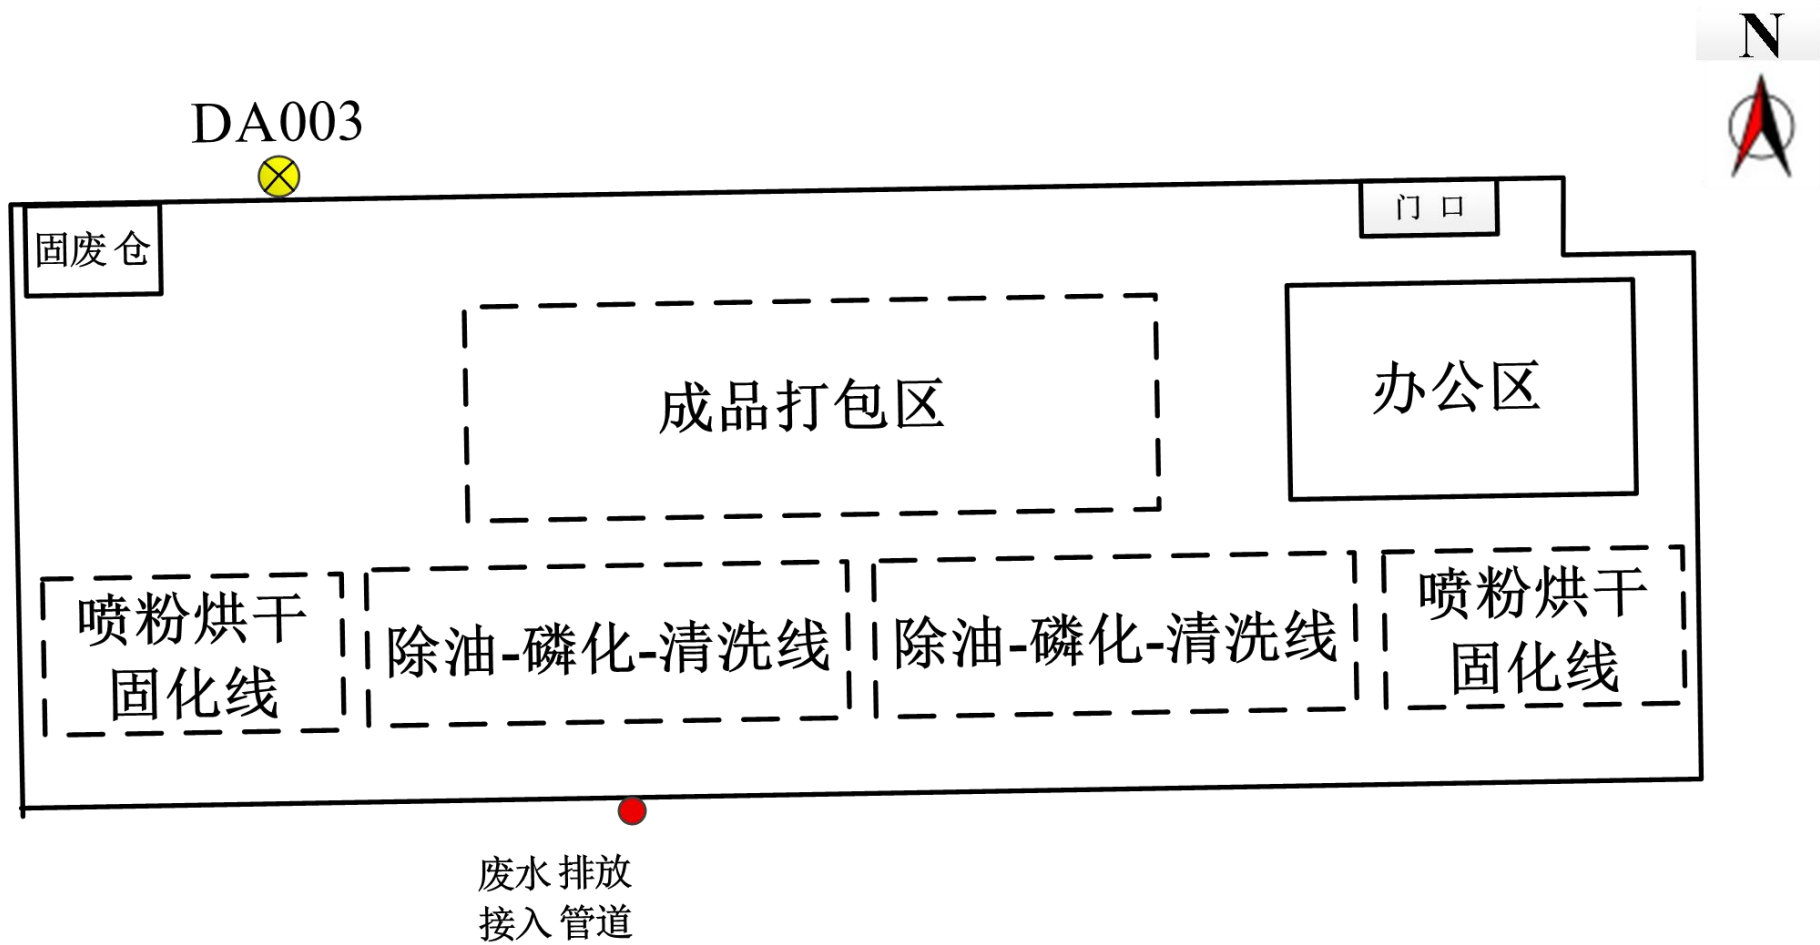 N
DA003
门 口
固废仓
成品打包区
办公区
喷粉烘干
固化线
除油-磷化-清洗线
除油-磷化-清洗线
喷粉烘干
固化线
废水排放
接入管道